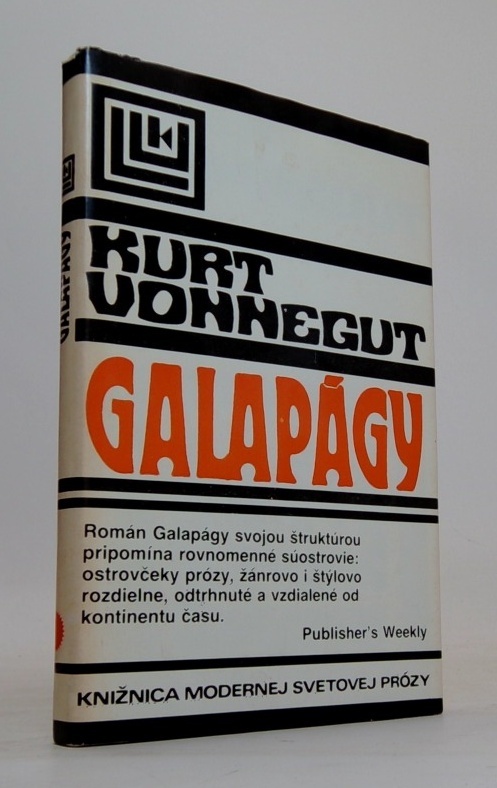 KURT
VONNEGUT
GALAPÁGY
Román Galapágy svojou štruktúrou
pripomína rovnomenné súostrovie:
ostrovčeky prózy, žánrovo i štýlovo
rozdielne, odtrhnuté a vzdialené od
kontinentu času.
Publisher's Weekly
KNIŽNICA MODERNEJ SVETOVEJ PRÓZY
GALAPÁGY